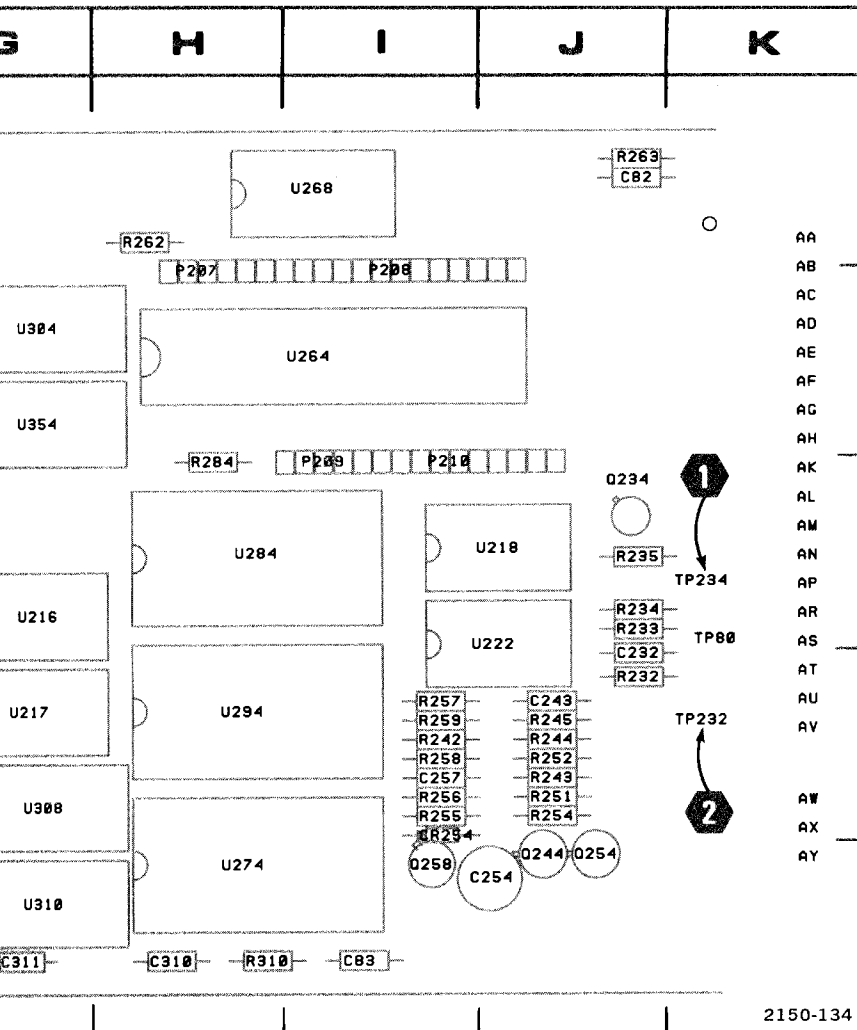 G H I J K
R263
C82
U268
AA
R262
AB
P207 P208
AC
AD
U304
AE
U264
AF
U354
AG
AH
R284 P209 P210
AK
1
Q234
AL
AM
AN
U284 U218
R235
AP
TP234
AR
R234
U216
R233
TP80
AS
U222
C232
AT
R232
AU
R257 C243
U217 U294
R259 R245
TP232
AV
R242 R244
R258 R252
C257 R243
R256 R251
AW
U308
2
R255 R254
AX
CR254
Q244 Q254
AY
U274 Q258
C254
U310
C311 C310 R310 C83
2150-134